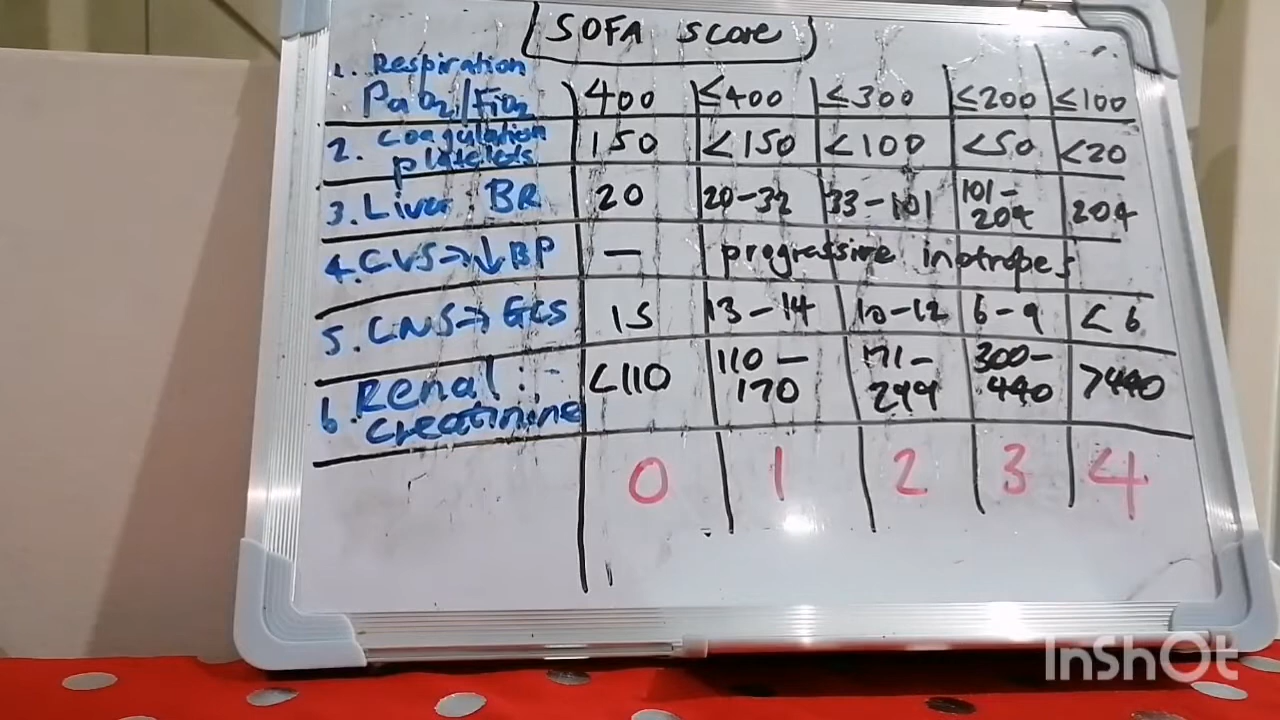 SOFA score
1. Respiration
PaO2/FiO2 400 ≤400 ≤300 ≤200 ≤100
2. Coagulation
platelets 150 <150 <100 <50 <20
3. Liver: BR 20 20-32 33-101 101-204 204
4. CVS⇒↓BP — progressive inotropes
5. CNS⇒GCS 15 13-14 10-12 6-9 <6
6. Renal:-
creatinine <110 110-170 171-299 300-440 >440
0 1 2 3 4
InShOt